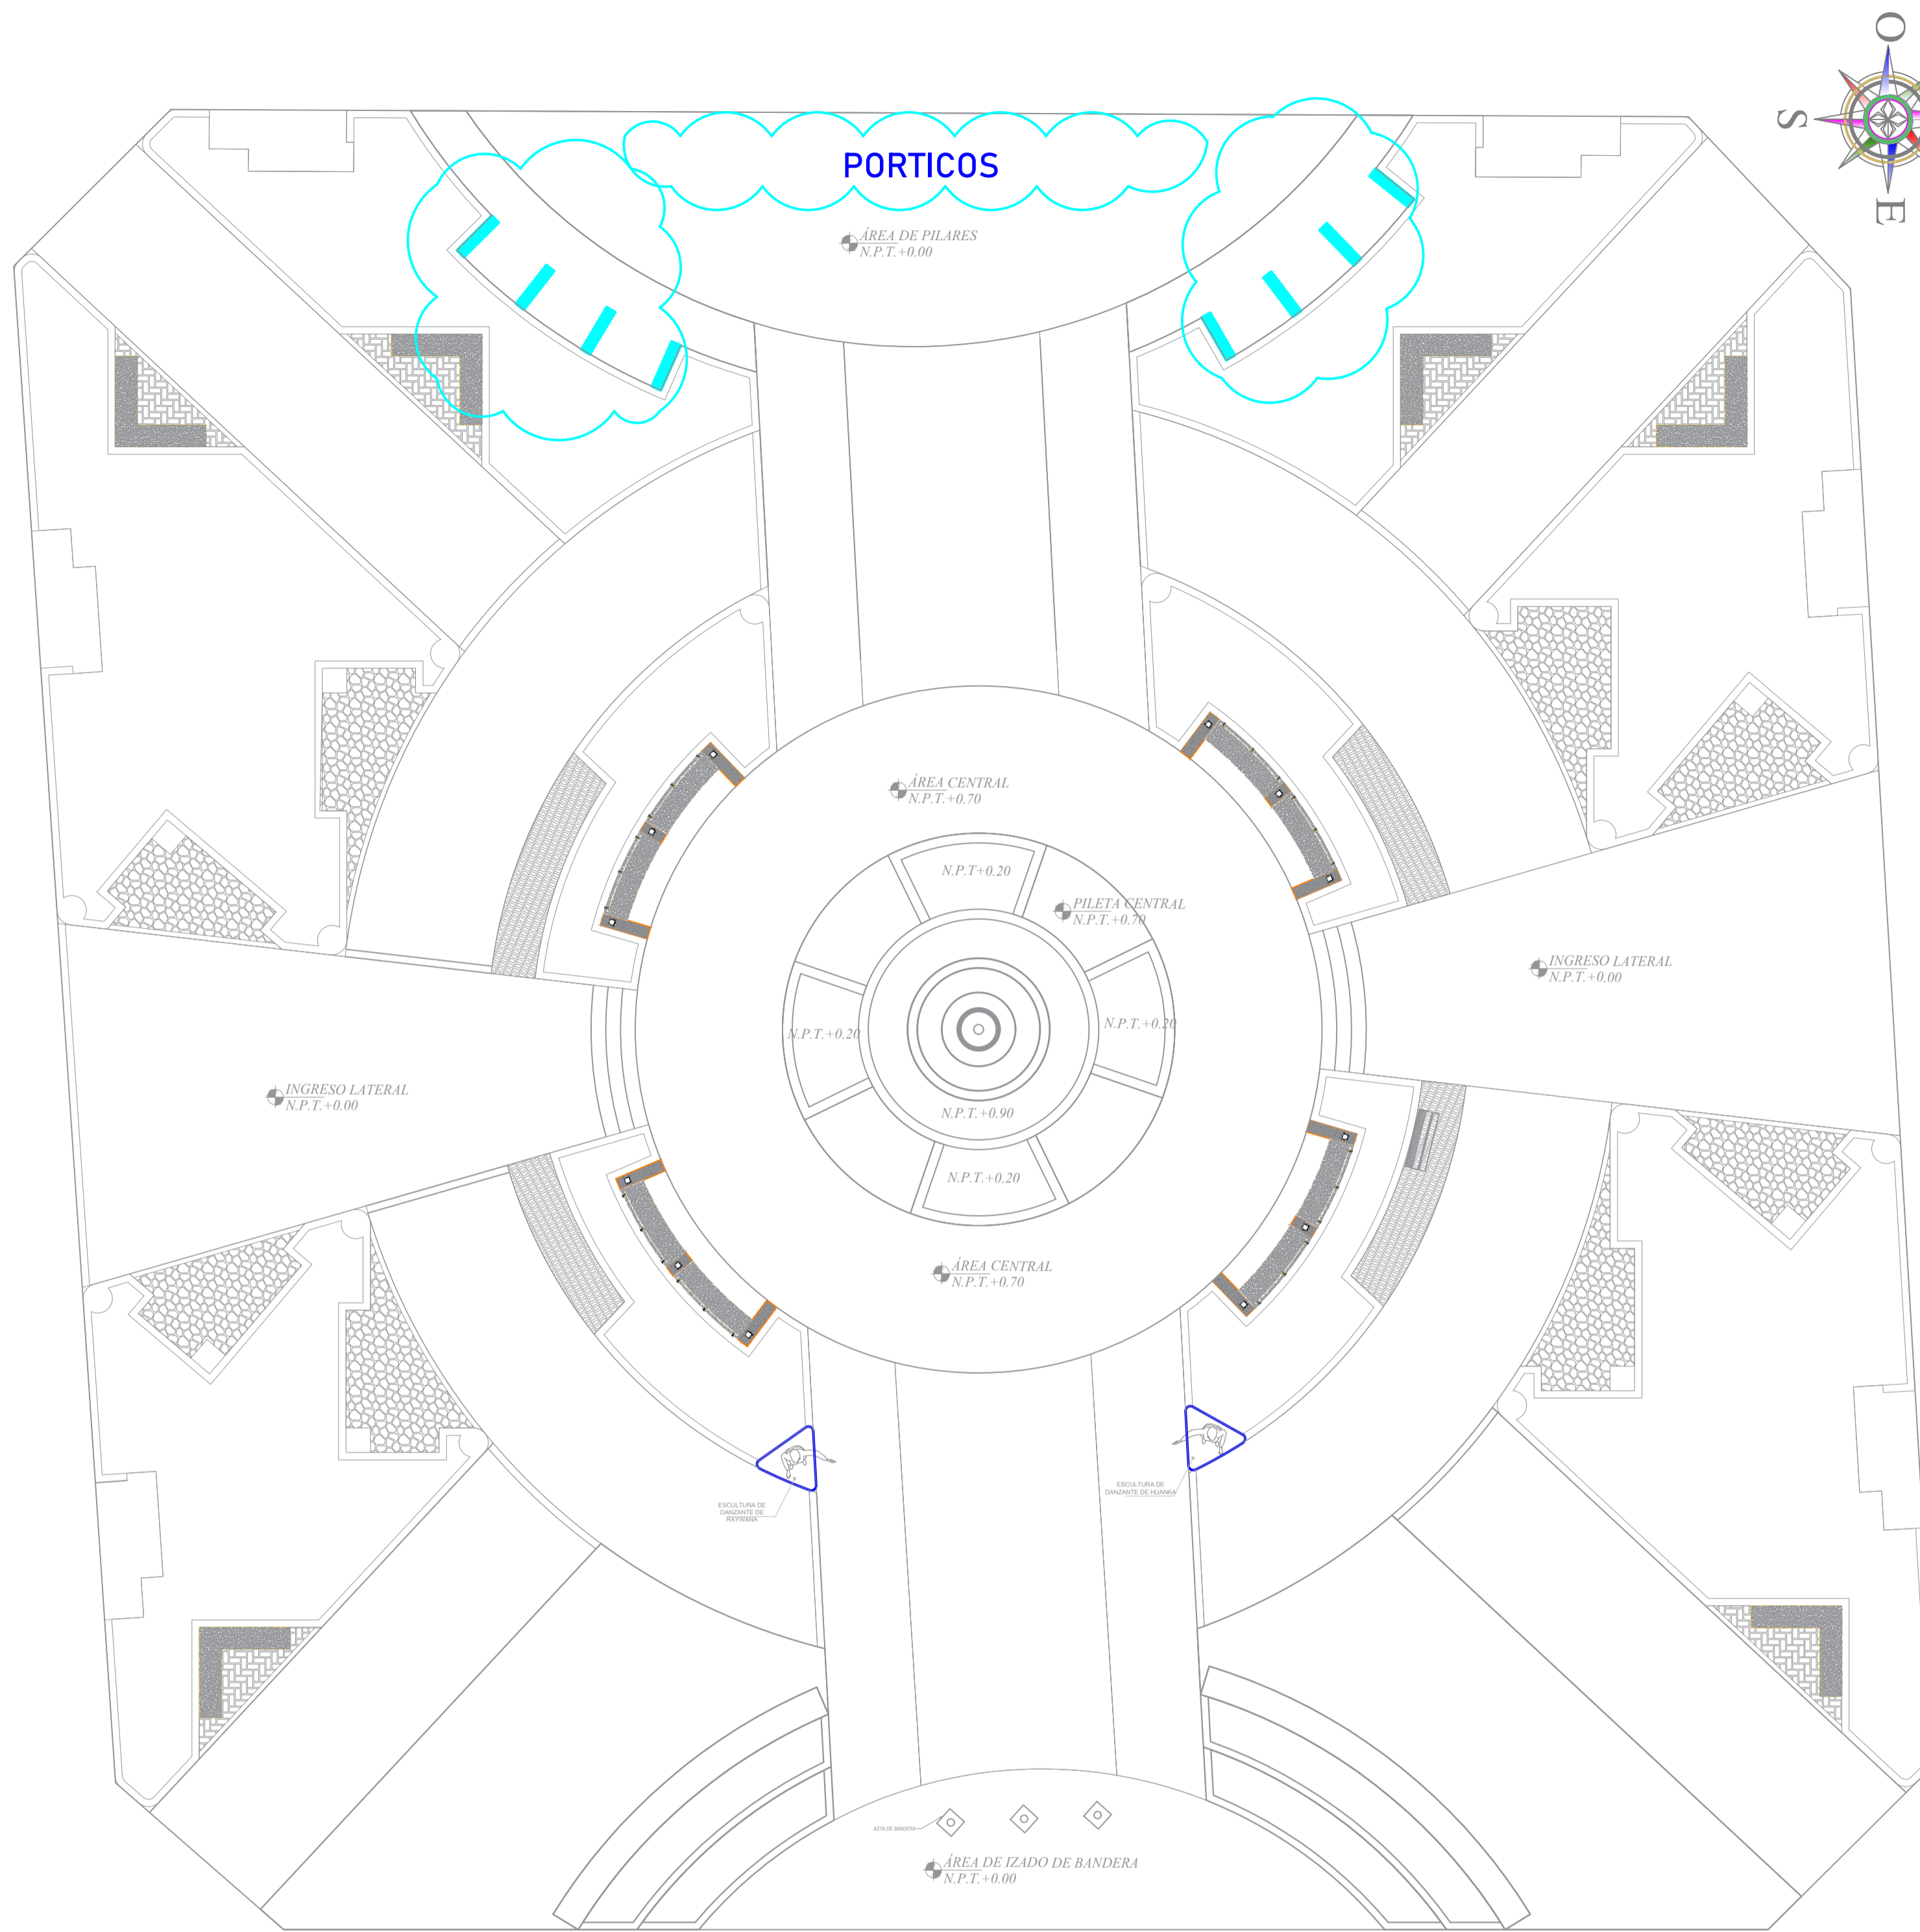 O
S
E
PORTICOS
ÁREA DE PILARES
N.P.T.+0.00
ÁREA CENTRAL
N.P.T.+0.70
N.P.T+0.20
PILETA CENTRAL
N.P.T.+0.70
INGRESO LATERAL
N.P.T.+0.00
N.P.T.+0.20
N.P.T.+0.20
INGRESO LATERAL
N.P.T.+0.00
N.P.T.+0.90
N.P.T.+0.20
ÁREA CENTRAL
N.P.T.+0.70
ESCULTURA DE
DANZANTE DE HUANKA
ESCULTURA DE
DANZANTE DE
RAYWANA
ASTA DE BANDERA
ÁREA DE IZADO DE BANDERA
N.P.T.+0.00